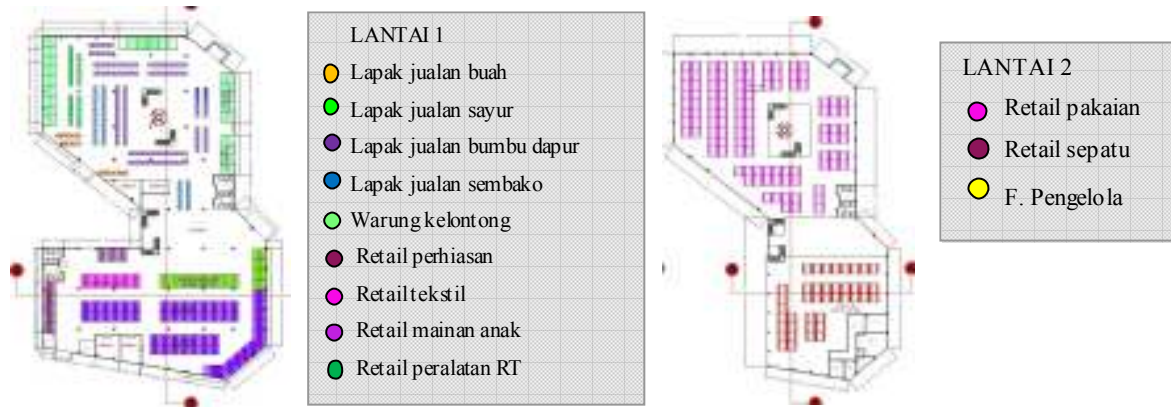 LANTAI 1
Lapak jualan buah
Lapak jualan sayur
Lapak jualan bumbu dapur
Lapak jualan sembako
Warung kelontong
Retail perhiasan
Retail tekstil
Retail mainan anak
Retail peralatan RT
LANTAI 2
Retail pakaian
Retail sepatu
F. Pengelola